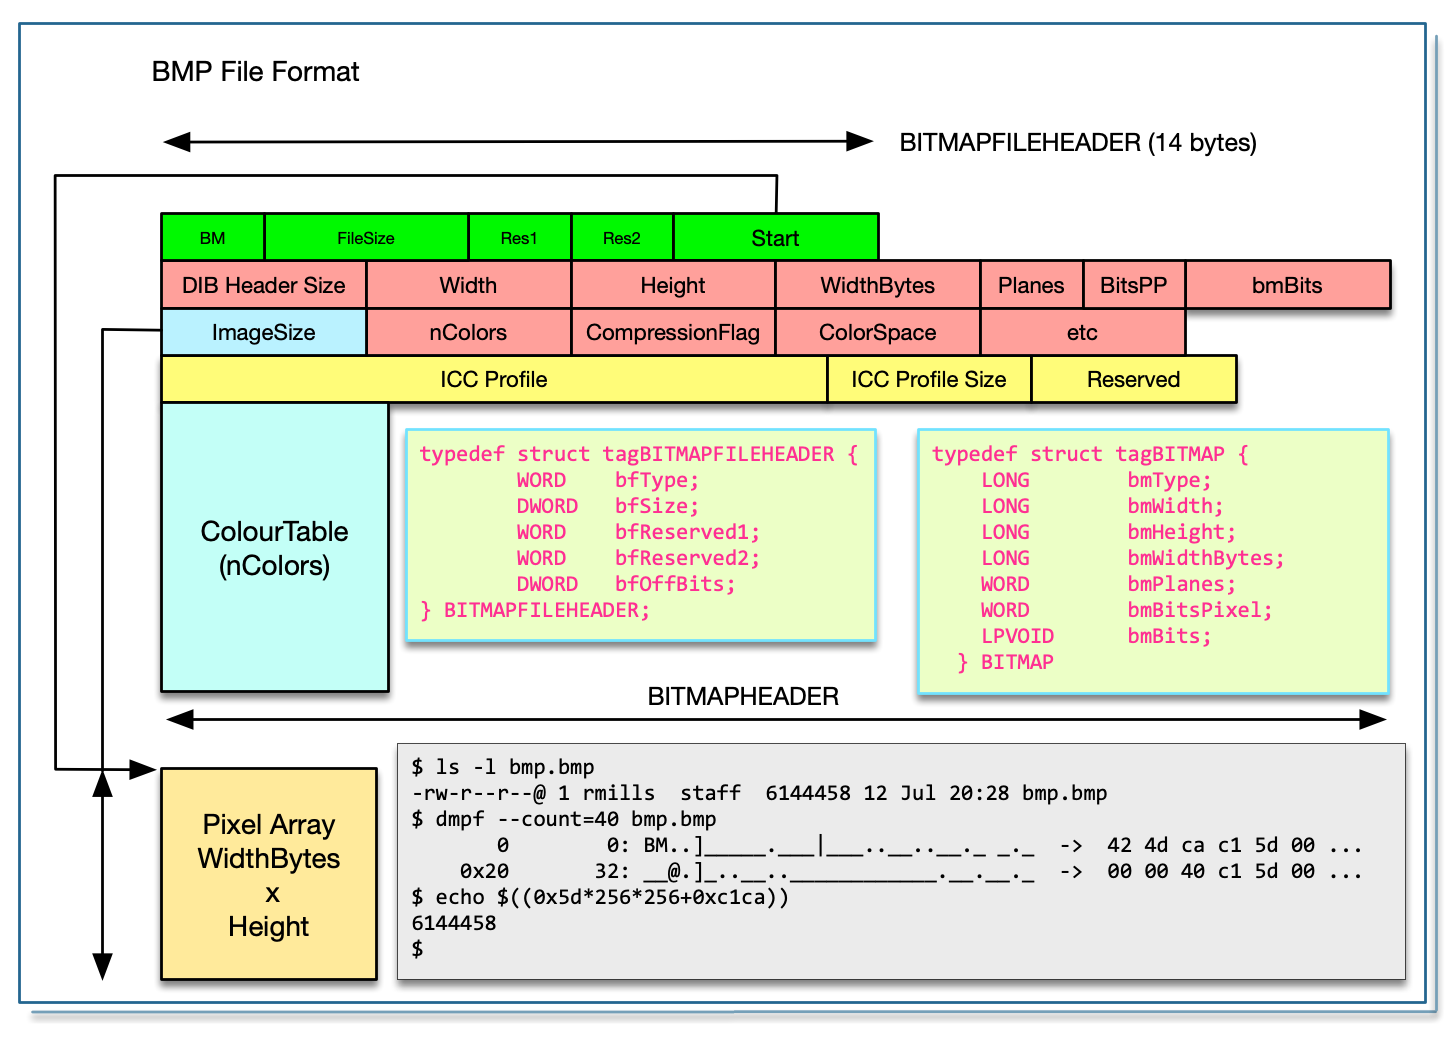 BMP File Format
BITMAPFILEHEADER (14 bytes)
BM FileSize Res1 Res2 Start
DIB Header Size Width Height WidthBytes Planes BitsPP bmBits
ImageSize nColors CompressionFlag ColorSpace etc
ICC Profile ICC Profile Size Reserved
ColourTable
(nColors)
typedef struct tagBITMAPFILEHEADER {
WORD bfType;
DWORD bfSize;
WORD bfReserved1;
WORD bfReserved2;
DWORD bfOffBits;
} BITMAPFILEHEADER;
typedef struct tagBITMAP {
LONG bmType;
LONG bmWidth;
LONG bmHeight;
LONG bmWidthBytes;
WORD bmPlanes;
WORD bmBitsPixel;
LPVOID bmBits;
} BITMAP
BITMAPHEADER
Pixel Array
WidthBytes
x
Height
$ ls -l bmp.bmp
-rw-r--r--@ 1 rmills  staff  6144458 12 Jul 20:28 bmp.bmp
$ dmpf --count=40 bmp.bmp
0        0: BM..]_____.___|___..__..__._ _._  ->  42 4d ca c1 5d 00 ...
0x20       32: __@.]_..__..____________.__.__._  ->  00 00 40 c1 5d 00 ...
$ echo $((0x5d*256*256+0xc1ca))
6144458
$